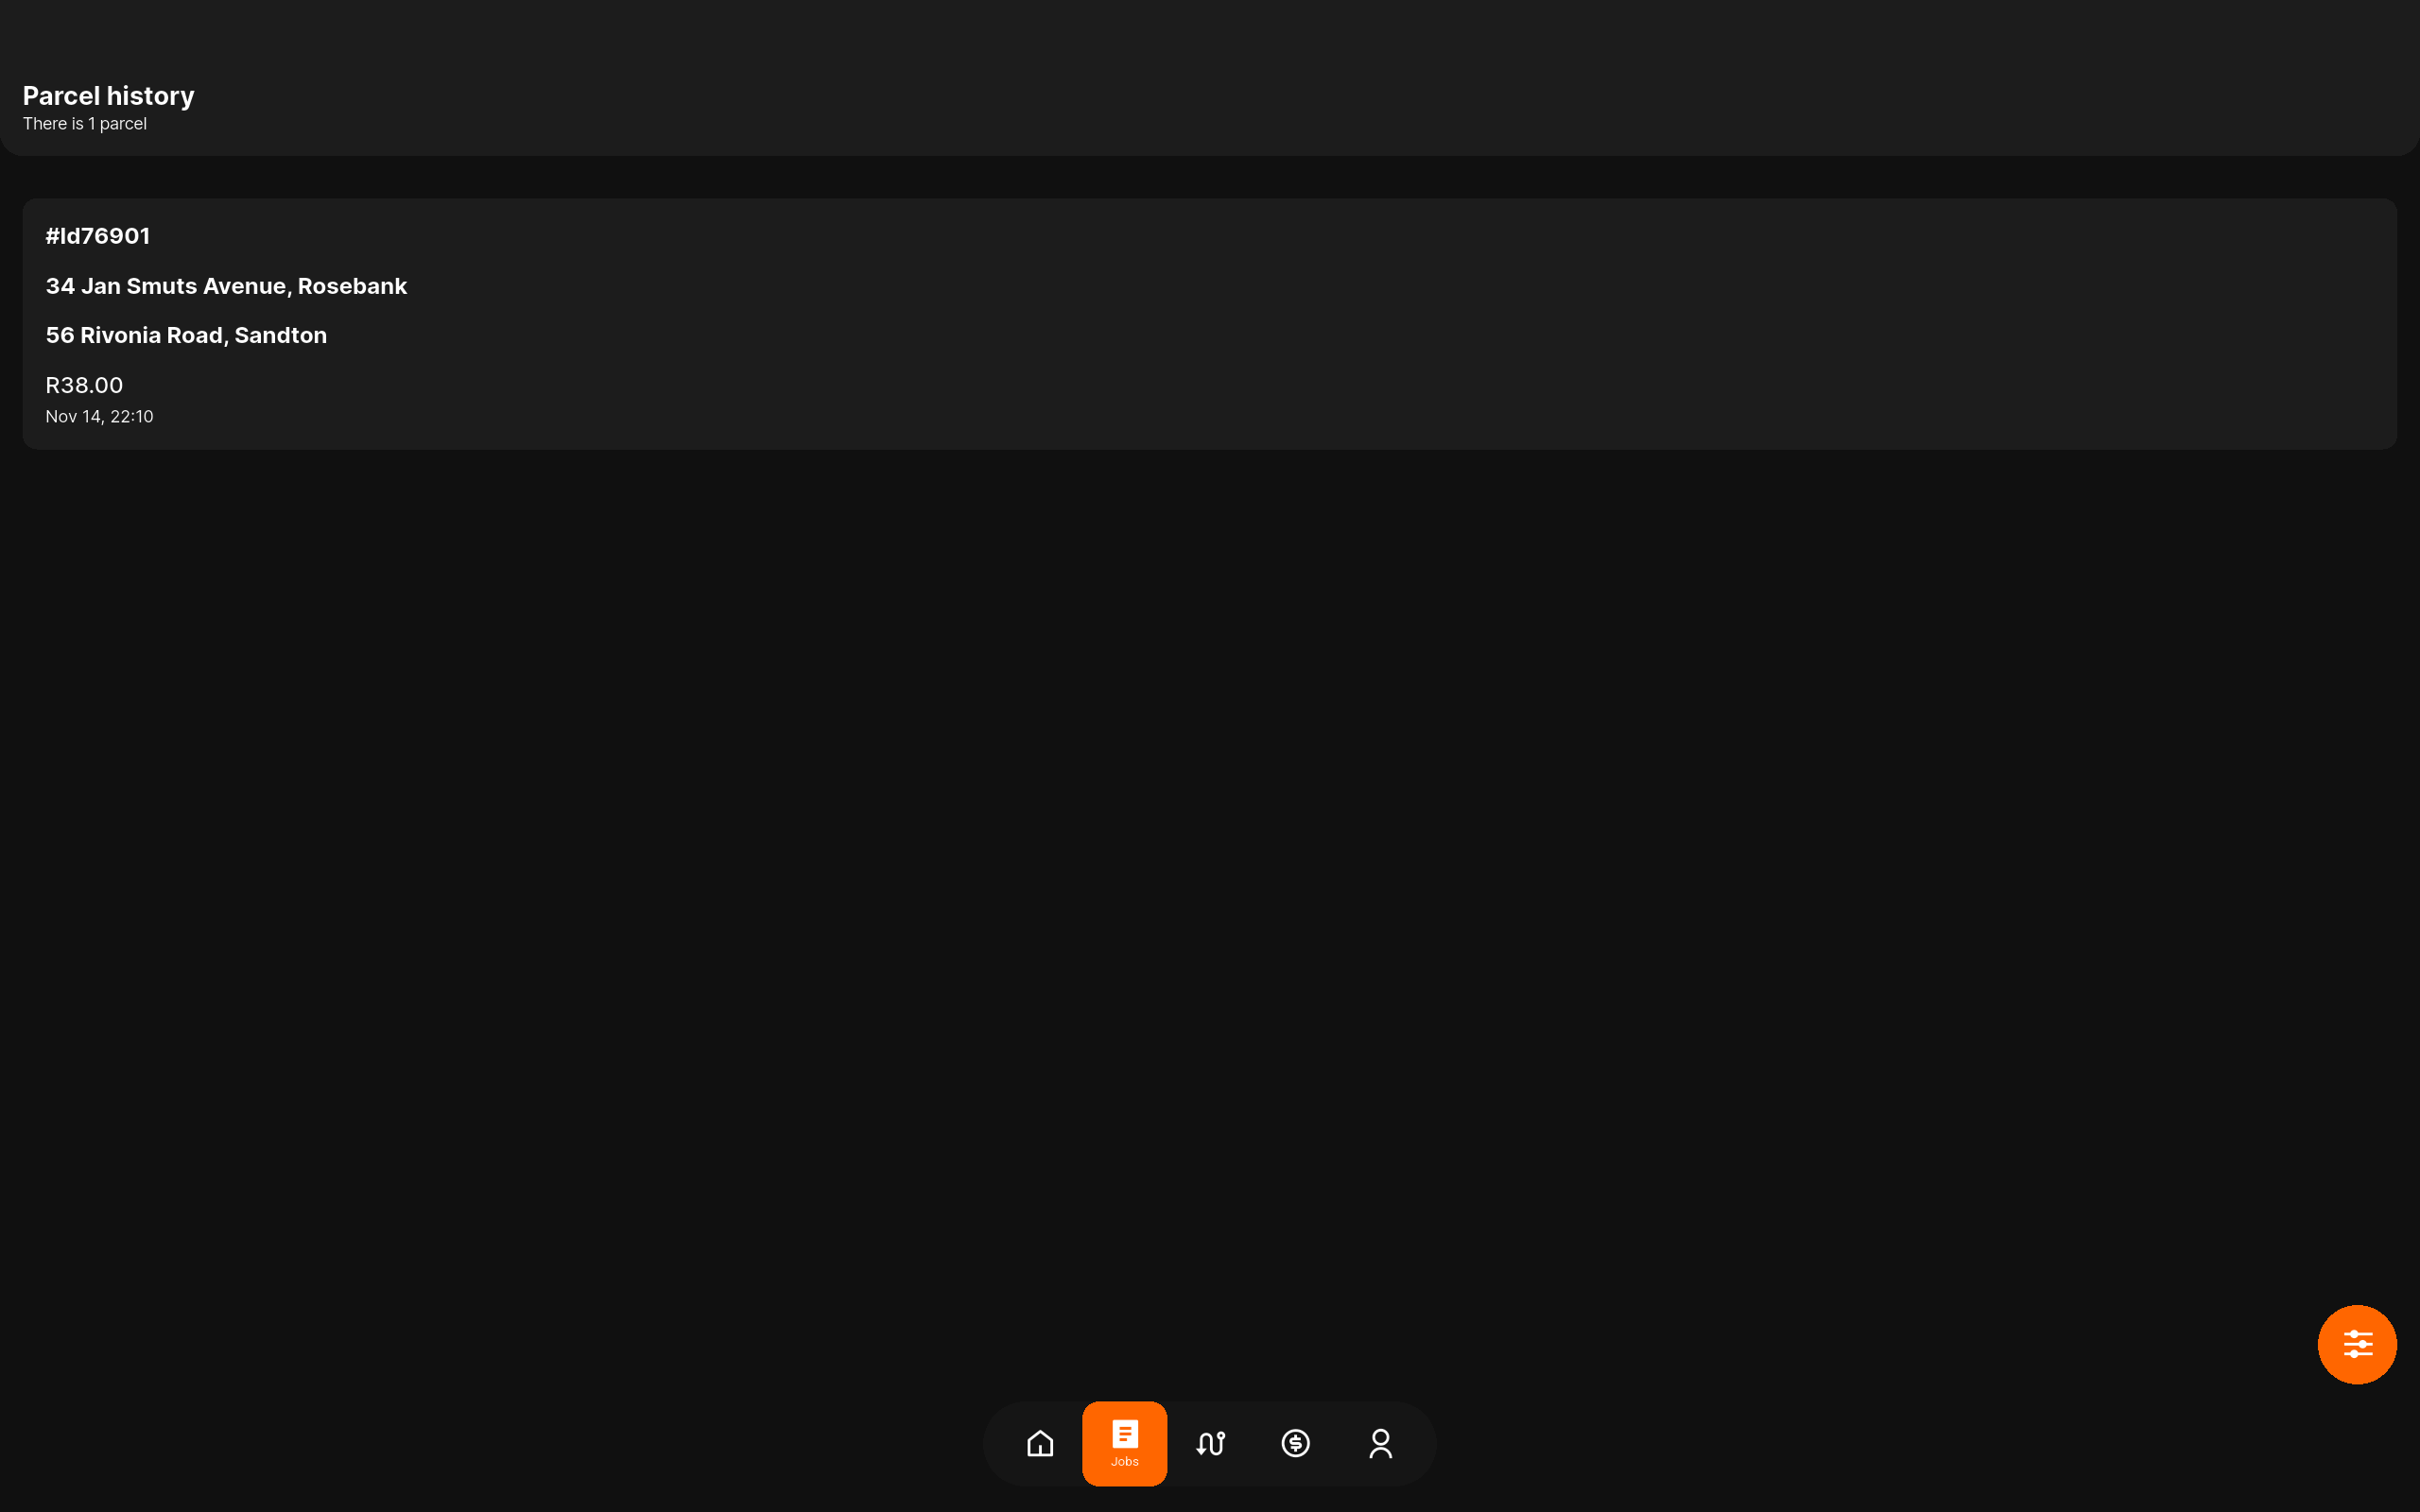 Parcel history
There is 1 parcel
#Id76901
34 Jan Smuts Avenue, Rosebank
56 Rivonia Road, Sandton
R38.00
Nov 14, 22:10
Jobs